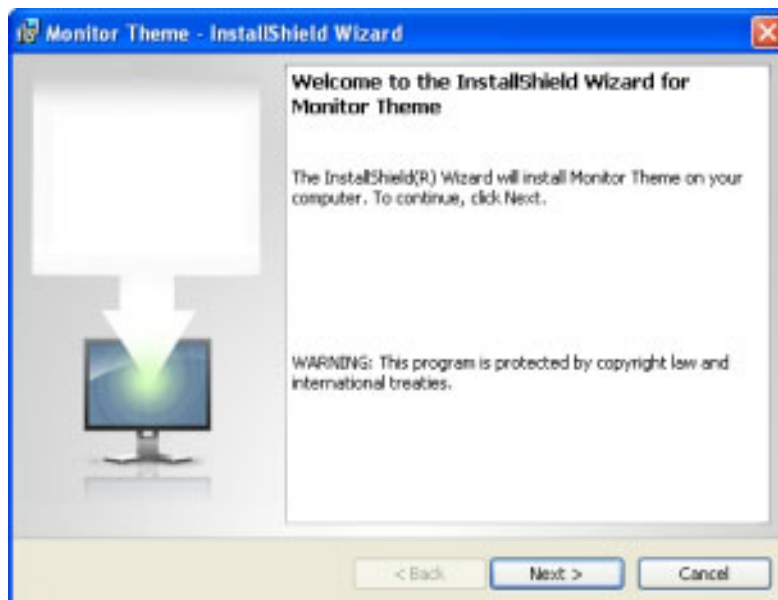 Monitor Theme - InstallShield Wizard
Welcome to the InstallShield Wizard for
Monitor Theme
The InstallShield(R) Wizard will install Monitor Theme on your
computer. To continue, click Next.
WARNING: This program is protected by copyright law and
international treaties.
< Back
Next >
Cancel